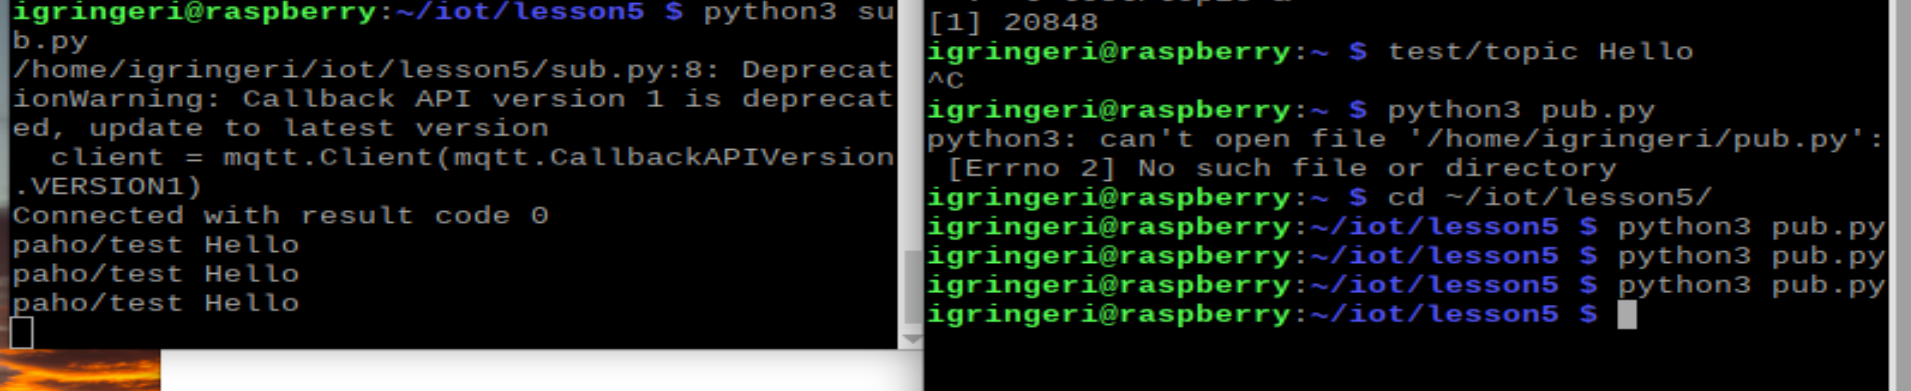 igringeri@raspberry:~/iot/lesson5 $ python3 su
b.py
/home/igringeri/iot/lesson5/sub.py:8: Deprecat
ionWarning: Callback API version 1 is deprecat
ed, update to latest version
  client = mqtt.Client(mqtt.CallbackAPIVersion
.VERSION1)
Connected with result code 0
paho/test Hello
paho/test Hello
paho/test Hello
[1] 20848
igringeri@raspberry:~ $ test/topic Hello
^C
igringeri@raspberry:~ $ python3 pub.py
python3: can't open file '/home/igringeri/pub.py':
 [Errno 2] No such file or directory
igringeri@raspberry:~ $ cd ~/iot/lesson5/
igringeri@raspberry:~/iot/lesson5 $ python3 pub.py
igringeri@raspberry:~/iot/lesson5 $ python3 pub.py
igringeri@raspberry:~/iot/lesson5 $ python3 pub.py
igringeri@raspberry:~/iot/lesson5 $